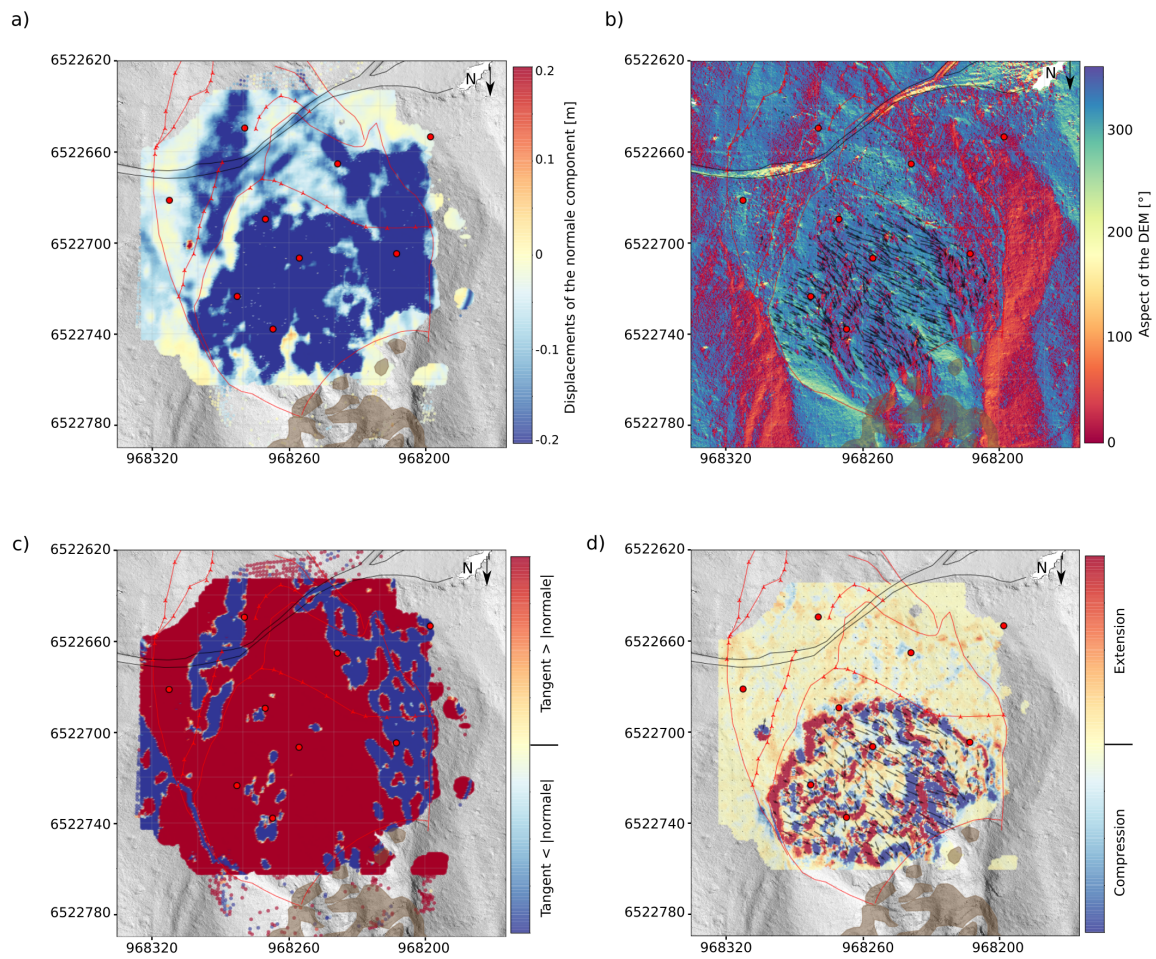 a)
b)
6522620
6522660
6522700
6522740
6522780
968320
968260
968200
N
0.2
0.1
0
-0.1
-0.2
Displacements of the normale component [m]
6522620
6522660
6522700
6522740
6522780
968320
968260
968200
N
300
200
100
0
Aspect of the DEM [°]
c)
d)
6522620
6522660
6522700
6522740
6522780
968320
968260
968200
N
Tangent > |normale|
Tangent < |normale|
6522620
6522660
6522700
6522740
6522780
968320
968260
968200
N
Extension
Compression